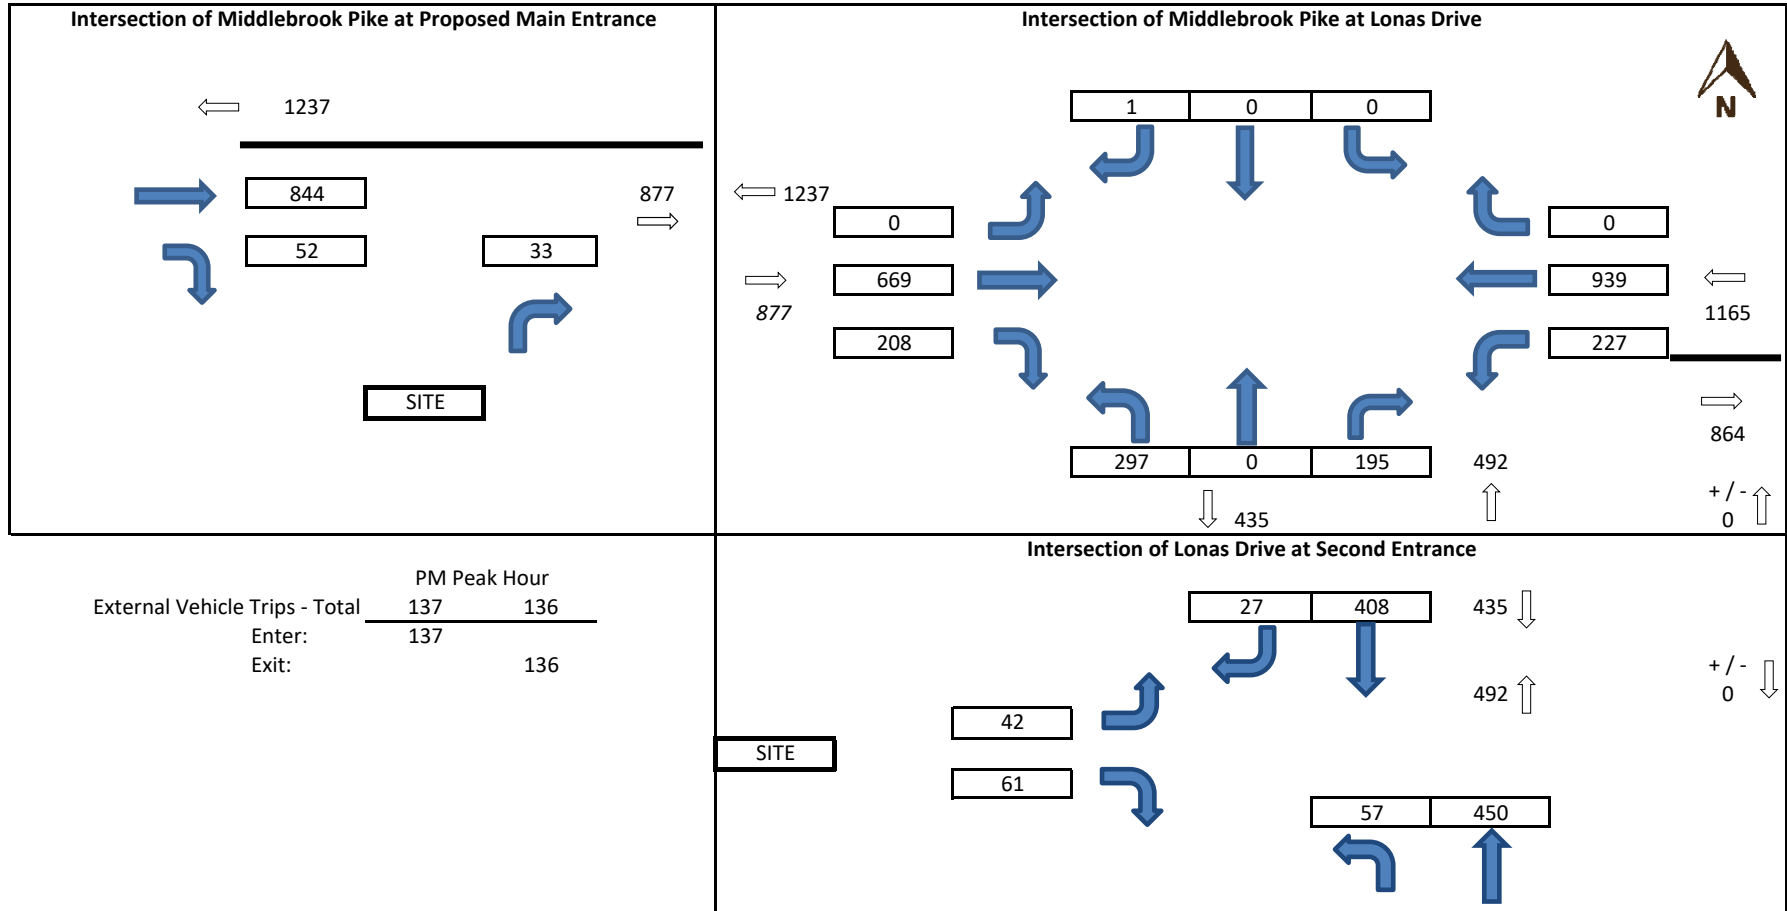 Intersection of Middlebrook Pike at Proposed Main Entrance
1237
844
877
52
33
SITE
Intersection of Middlebrook Pike at Lonas Drive
N
1 0 0
1237
0
0
669
939
877
1165
208
227
864
297 0 195
492
+ / -
0
435
PM Peak Hour
External Vehicle Trips - Total 137 136
Enter: 137
Exit: 136
Intersection of Lonas Drive at Second Entrance
27 408
435
+ / -
0
492
42
SITE
61
57 450